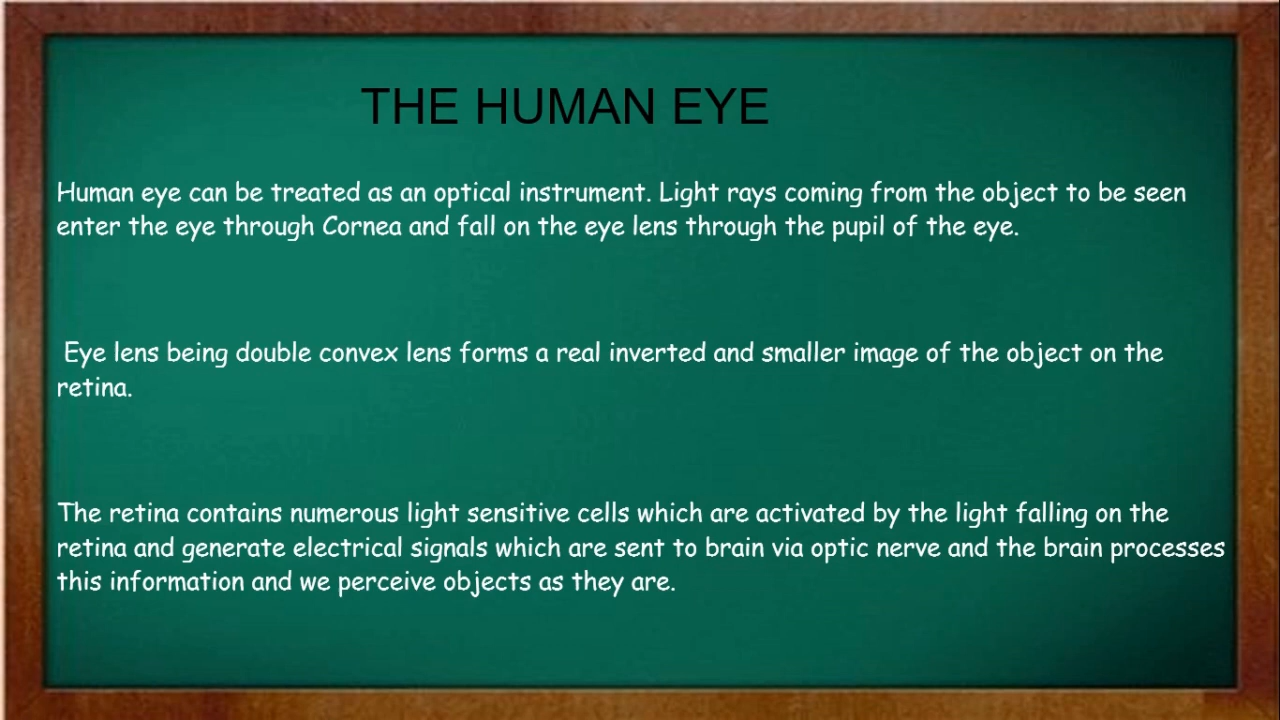 THE HUMAN EYE
Human eye can be treated as an optical instrument. Light rays coming from the object to be seen
enter the eye through Cornea and fall on the eye lens through the pupil of the eye.
Eye lens being double convex lens forms a real inverted and smaller image of the object on the
retina.
The retina contains numerous light sensitive cells which are activated by the light falling on the
retina and generate electrical signals which are sent to brain via optic nerve and the brain processes
this information and we perceive objects as they are.